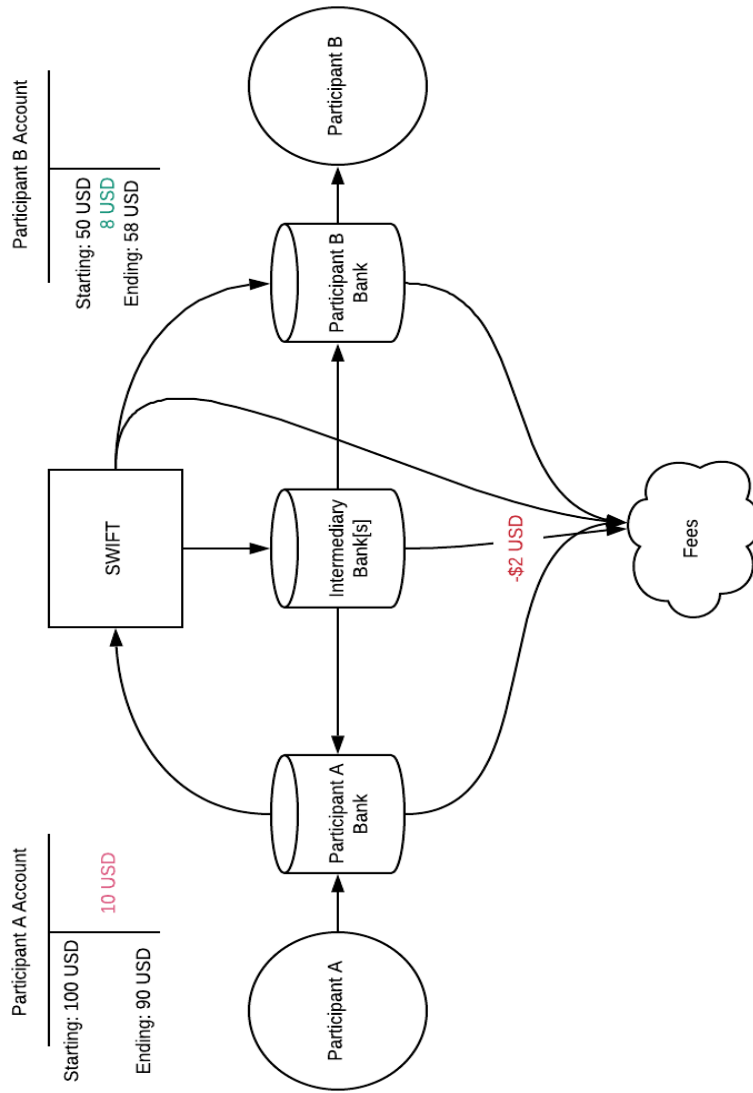 Participant A Account
Starting: 100 USD
10 USD
Ending: 90 USD
Participant B Account
Starting: 50 USD
8 USD
Ending: 58 USD
SWIFT
Participant A
Participant A
Bank
Intermediary
Bank[s]
Participant B
Bank
Participant B
-$2 USD
Fees